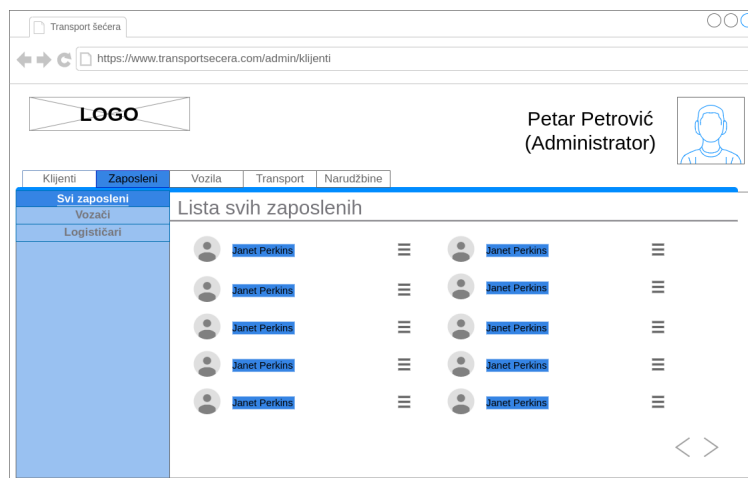 Transport šećera
https://www.transportsecera.com/admin/klijenti
LOGO
Petar Petrović
(Administrator)
Klijenti Zaposleni Vozila Transport Narudžbine
Svi zaposleni
Vozači
Logističari
Lista svih zaposlenih
Janet Perkins Janet Perkins
Janet Perkins Janet Perkins
Janet Perkins Janet Perkins
Janet Perkins Janet Perkins
Janet Perkins Janet Perkins